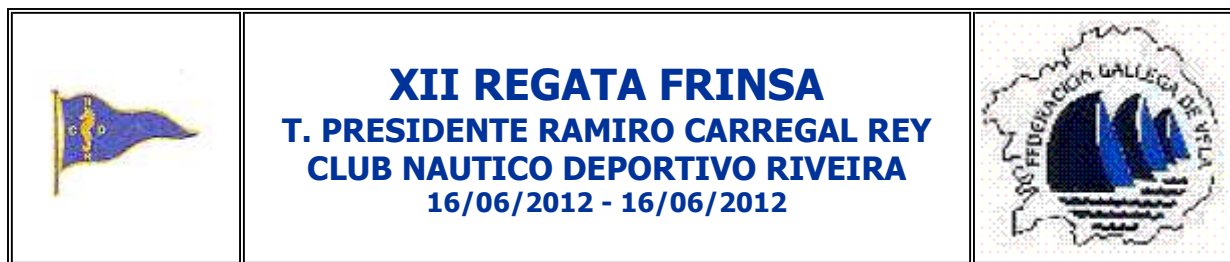 N
C D
R
XII REGATA FRINSA
T. PRESIDENTE RAMIRO CARREGAL REY
CLUB NAUTICO DEPORTIVO RIVEIRA
16/06/2012 - 16/06/2012
FEDERACION GALLEGA DE VELA